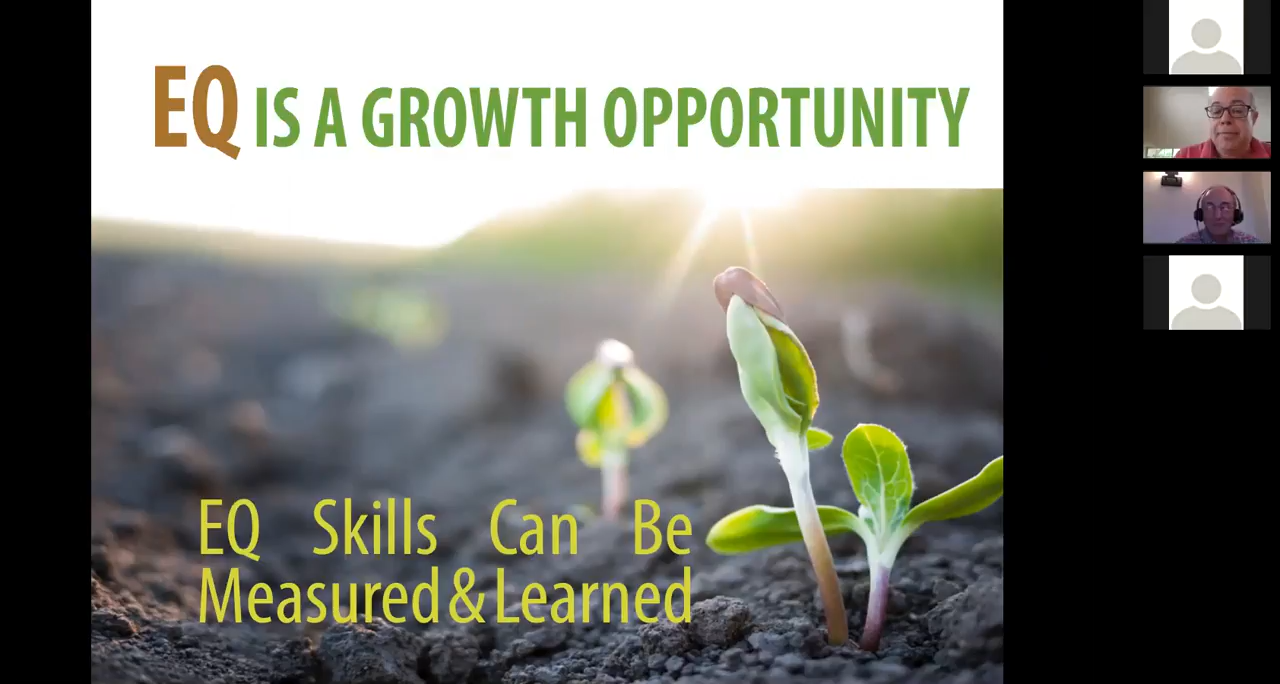 EQ IS A GROWTH OPPORTUNITY
EQ Skills Can Be
Measured & Learned